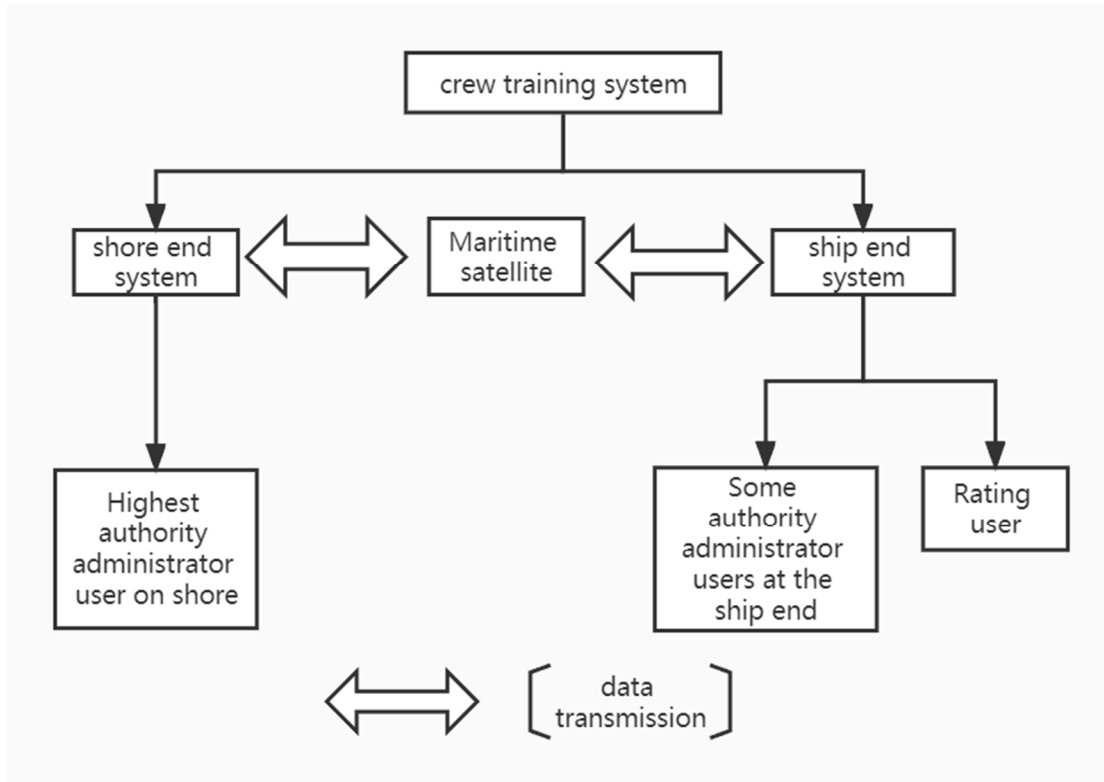 crew training system
shore end
system
Maritime
satellite
ship end
system
Highest
authority
administrator
user on shore
Some
authority
administrator
users at the
ship end
Rating
user
data
transmission